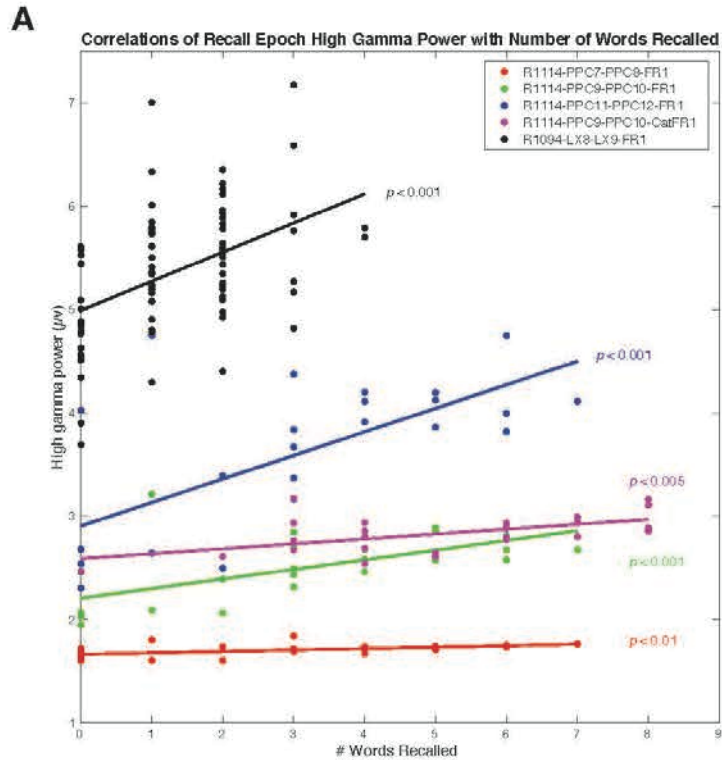 A
Correlations of Recall Epoch High Gamma Power with Number of Words Recalled
R1114-PPC7-PPC8-FR1
R1114-PPC9-PPC10-FR1
R1114-PPC11-PPC12-FR1
R1114-PPC9-PPC10-CatFR1
R1094-LX8-LX9-FR1
7
p<0.001
6
5
p<0.001
High gamma power (μv)
4
p<0.005
3
p<0.001
2
p<0.01
1
0 1 2 3 4 5 6 7 8 9
# Words Recalled